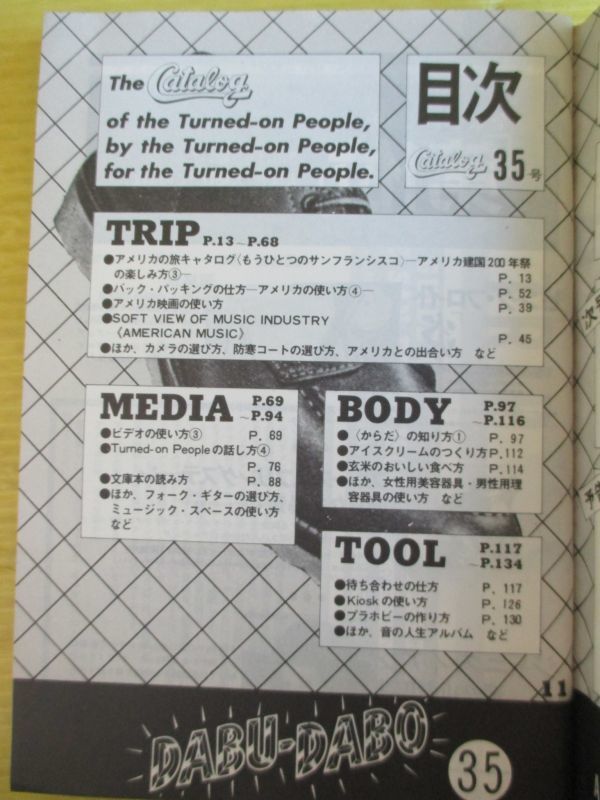 The Catalog
of the Turned-on People,
by the Turned-on People,
for the Turned-on People.
目次
Catalog 35号
TRIP P.13~P.68
●アメリカの旅キャタログ〈もうひとつのサンフランシスコ〉―アメリカ建国200年祭
の楽しみ方③― P. 13
●バック・パッキングの仕方―アメリカの使い方④― P. 52
●アメリカ映画の使い方 P. 39
●SOFT VIEW OF MUSIC INDUSTRY
《AMERICAN MUSIC》 P. 45
●ほか、カメラの選び方、防寒コートの選び方、アメリカとの出合い方 など
MEDIA P.69
~P.94
●ビデオの使い方③ P. 69
●Turned-on Peopleの話し方④
P. 76
●文庫本の読み方 P. 88
●ほか、フォーク・ギターの選び方、
ミュージック・スペースの使い方
など
BODY P.97
~P.116
●〈からだ〉の知り方① P. 97
●アイスクリームのつくり方P.112
●玄米のおいしい食べ方 P.114
●ほか、女性用美容器具・男性用理
容器具の使い方 など
TOOL P.117
~P.134
●待ち合わせの仕方 P. 117
●Kioskの使い方 P. 126
●プラホビーの作り方 P. 130
●ほか、音の人生アルバム など
11
DABU-DABO
35